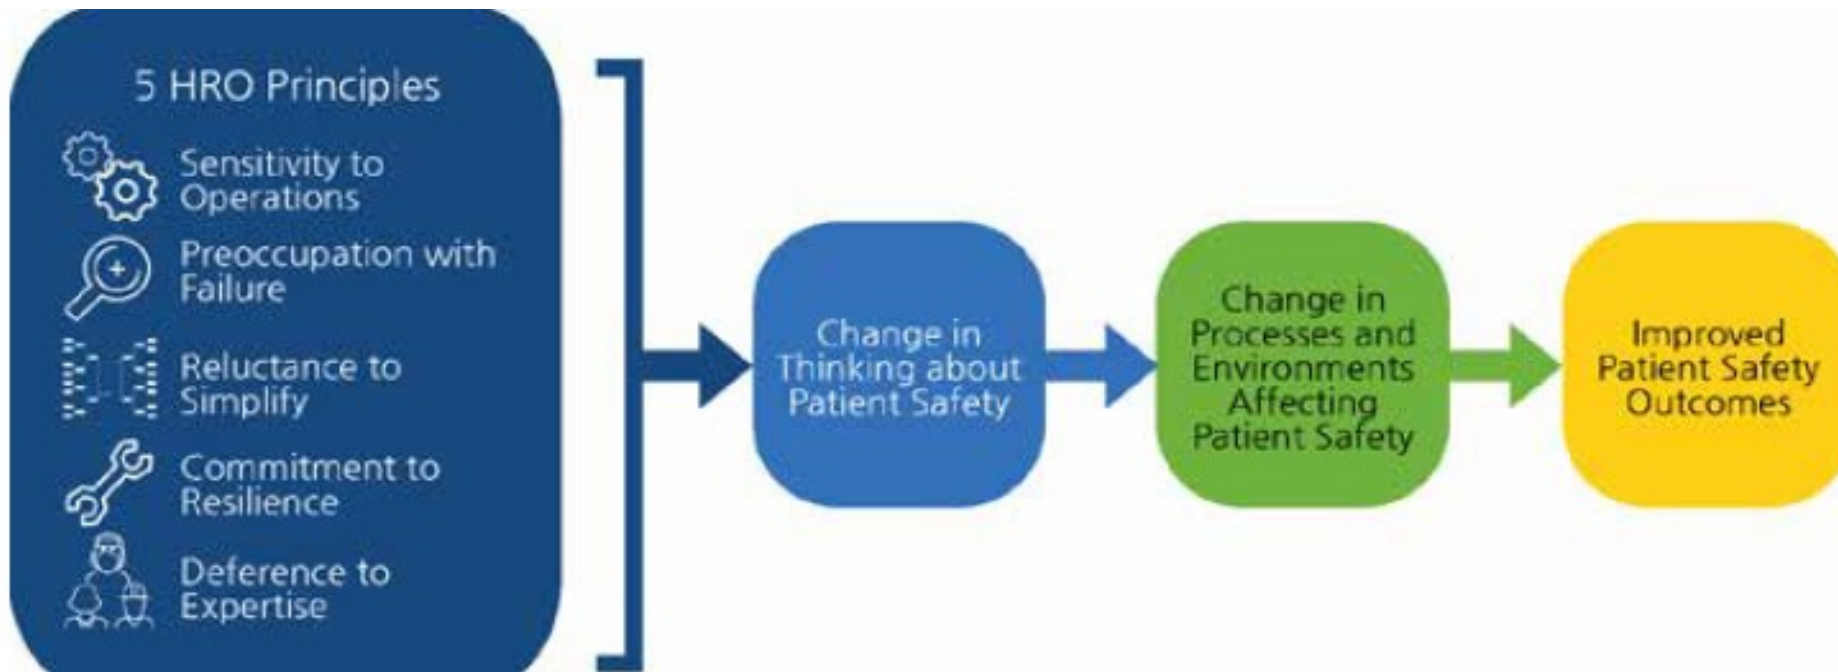 5 HRO Principles
Sensitivity to
Operations
Preoccupation with
Failure
Reluctance to
Simplify
Commitment to
Resilience
Deference to
Expertise
Change in
Thinking about
Patient Safety
Change in
Processes and
Environments
Affecting
Patient Safety
Improved
Patient Safety
Outcomes